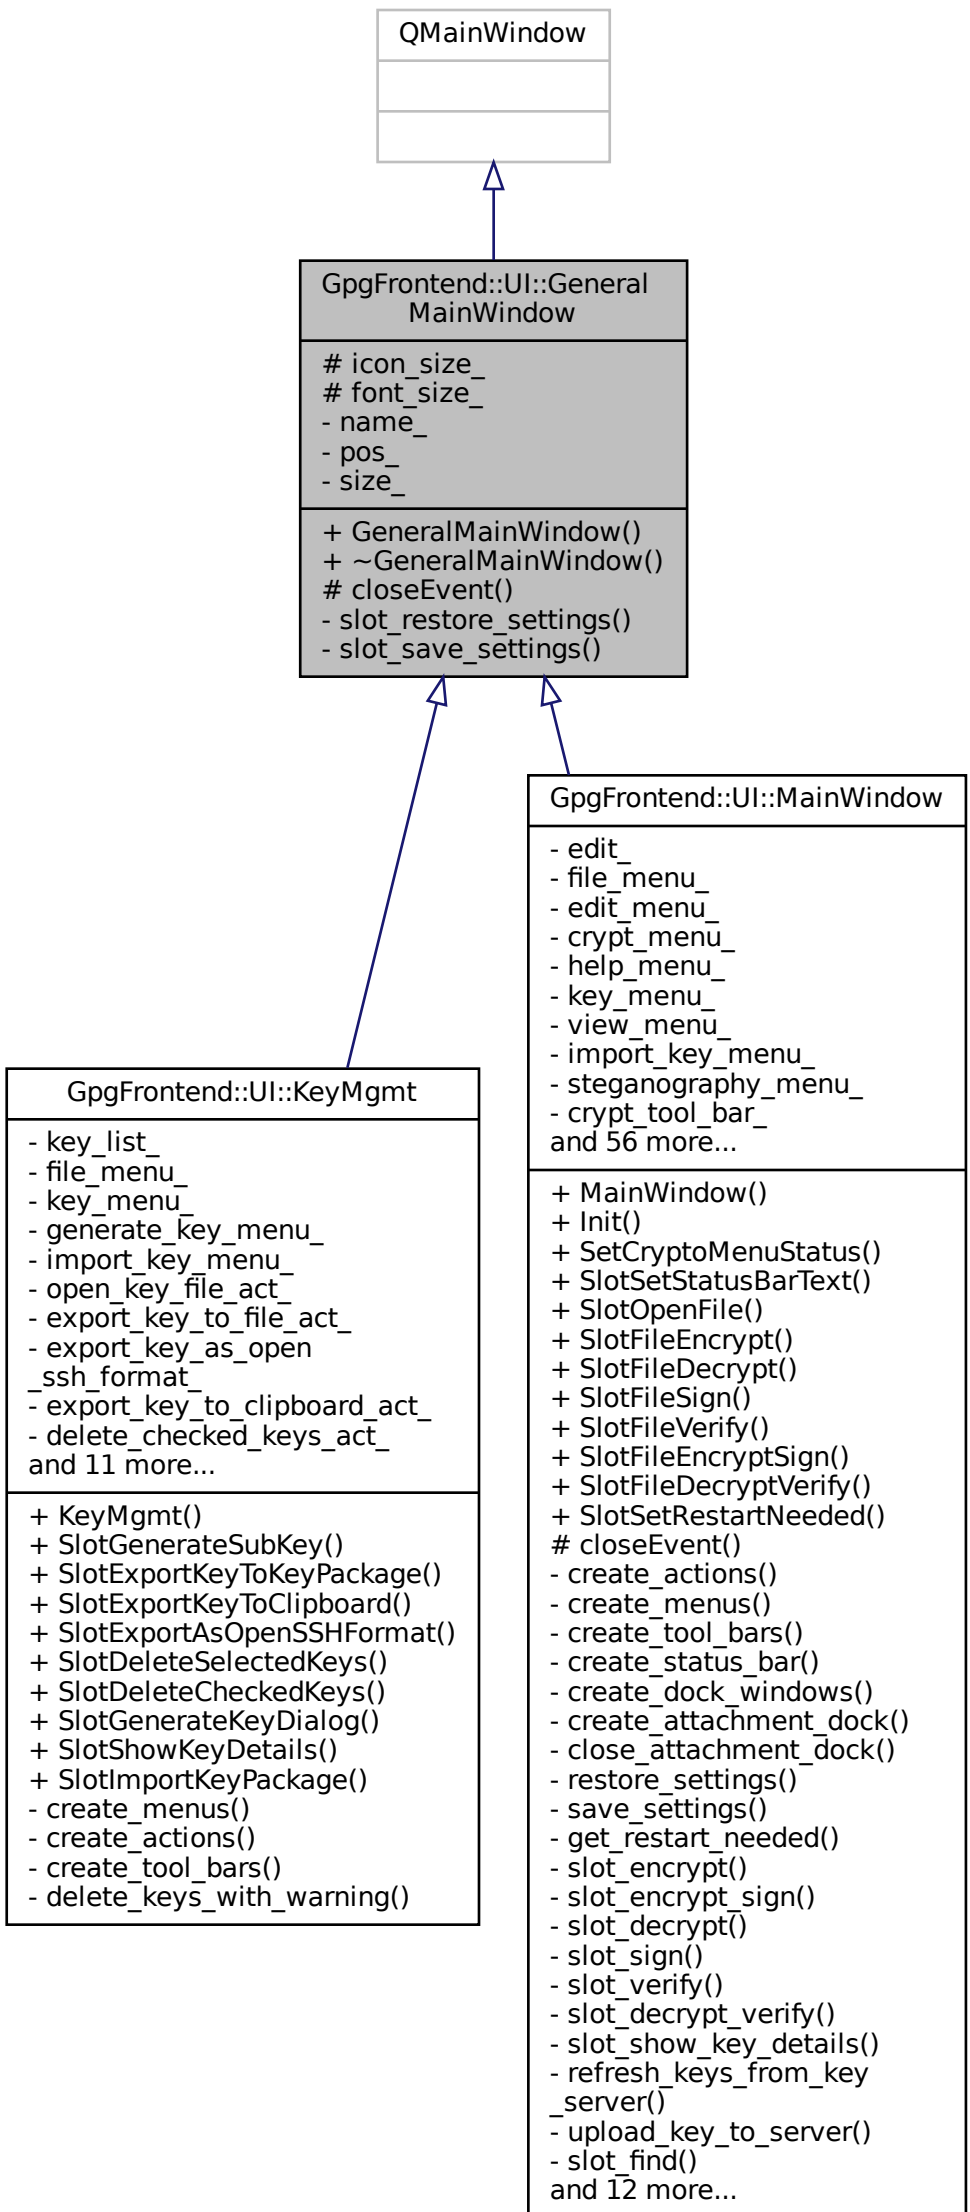 QMainWindow
GpgFrontend::UI::General
MainWindow
# icon_size_
# font_size_
- name_
- pos_
- size_
+ GeneralMainWindow()
+ ~GeneralMainWindow()
# closeEvent()
- slot_restore_settings()
- slot_save_settings()
GpgFrontend::UI::KeyMgmt
- key_list_
- file_menu_
- key_menu_
- generate_key_menu_
- import_key_menu_
- open_key_file_act_
- export_key_to_file_act_
- export_key_as_open
_ssh_format_
- export_key_to_clipboard_act_
- delete_checked_keys_act_
and 11 more...
+ KeyMgmt()
+ SlotGenerateSubKey()
+ SlotExportKeyToKeyPackage()
+ SlotExportKeyToClipboard()
+ SlotExportAsOpenSSHFormat()
+ SlotDeleteSelectedKeys()
+ SlotDeleteCheckedKeys()
+ SlotGenerateKeyDialog()
+ SlotShowKeyDetails()
+ SlotImportKeyPackage()
- create_menus()
- create_actions()
- create_tool_bars()
- delete_keys_with_warning()
GpgFrontend::UI::MainWindow
- edit_
- file_menu_
- edit_menu_
- crypt_menu_
- help_menu_
- key_menu_
- view_menu_
- import_key_menu_
- steganography_menu_
- crypt_tool_bar_
and 56 more...
+ MainWindow()
+ Init()
+ SetCryptoMenuStatus()
+ SlotSetStatusBarText()
+ SlotOpenFile()
+ SlotFileEncrypt()
+ SlotFileDecrypt()
+ SlotFileSign()
+ SlotFileVerify()
+ SlotFileEncryptSign()
+ SlotFileDecryptVerify()
+ SlotSetRestartNeeded()
# closeEvent()
- create_actions()
- create_menus()
- create_tool_bars()
- create_status_bar()
- create_dock_windows()
- create_attachment_dock()
- close_attachment_dock()
- restore_settings()
- save_settings()
- get_restart_needed()
- slot_encrypt()
- slot_encrypt_sign()
- slot_decrypt()
- slot_sign()
- slot_verify()
- slot_decrypt_verify()
- slot_show_key_details()
- refresh_keys_from_key
_server()
- upload_key_to_server()
- slot_find()
and 12 more...